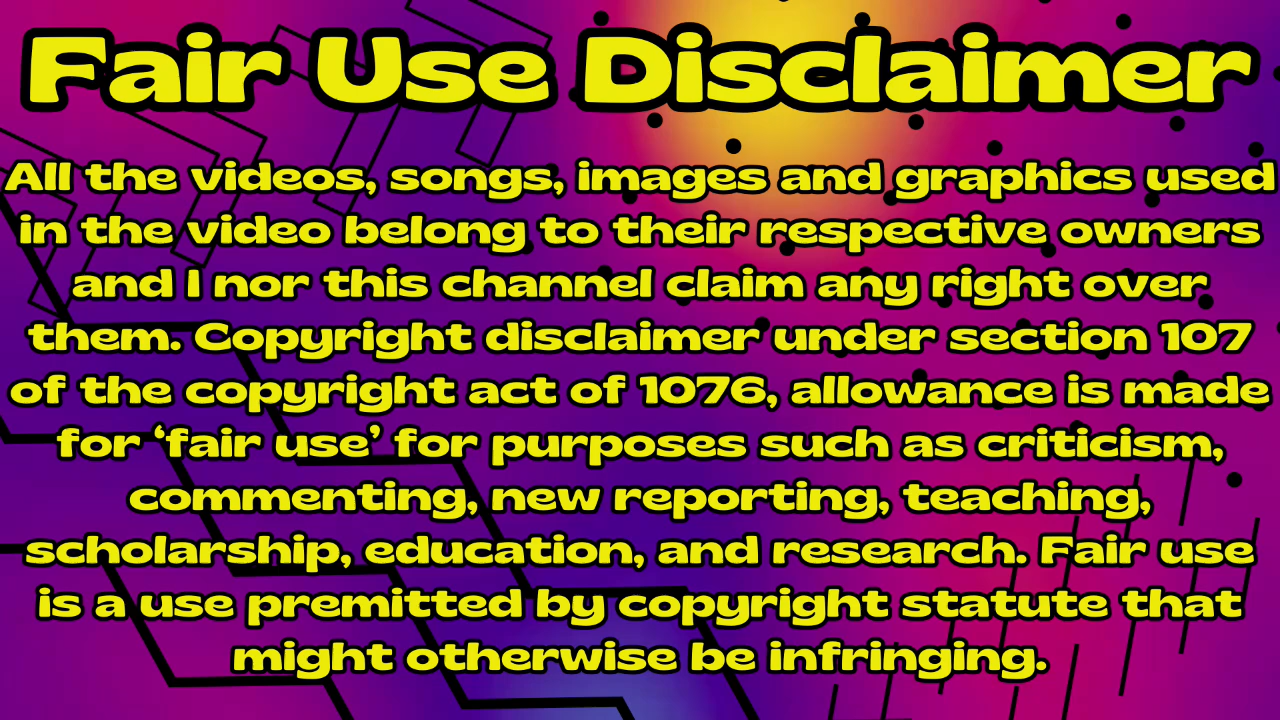 Fair Use Disclaimer
All the videos, songs, images and graphics used
in the video belong to their respective owners
and I nor this channel claim any right over
them. Copyright disclaimer under section 107
of the copyright act of 1076, allowance is made
for ‘fair use’ for purposes such as criticism,
commenting, new reporting, teaching,
scholarship, education, and research. Fair use
is a use premitted by copyright statute that
might otherwise be infringing.